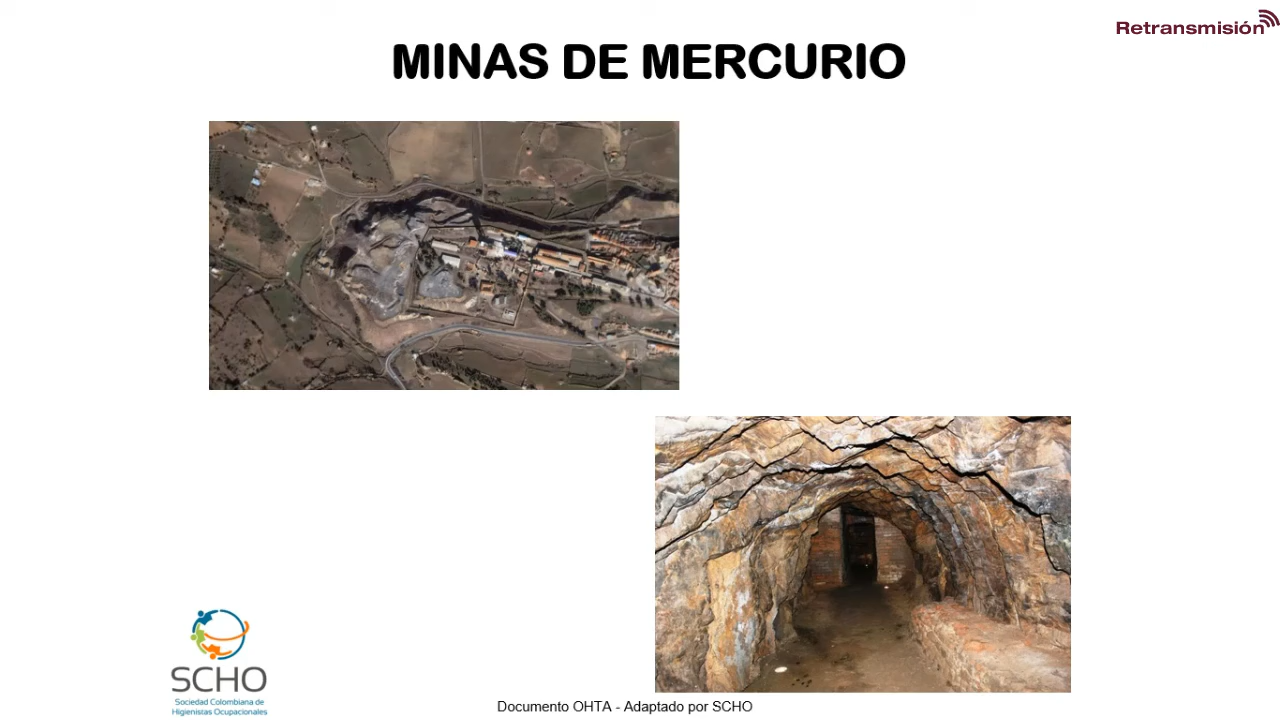 Retransmisión
MINAS DE MERCURIO
SCHO
Sociedad Colombiana de
Higienistas Ocupacionales
Documento OHTA - Adaptado por SCHO